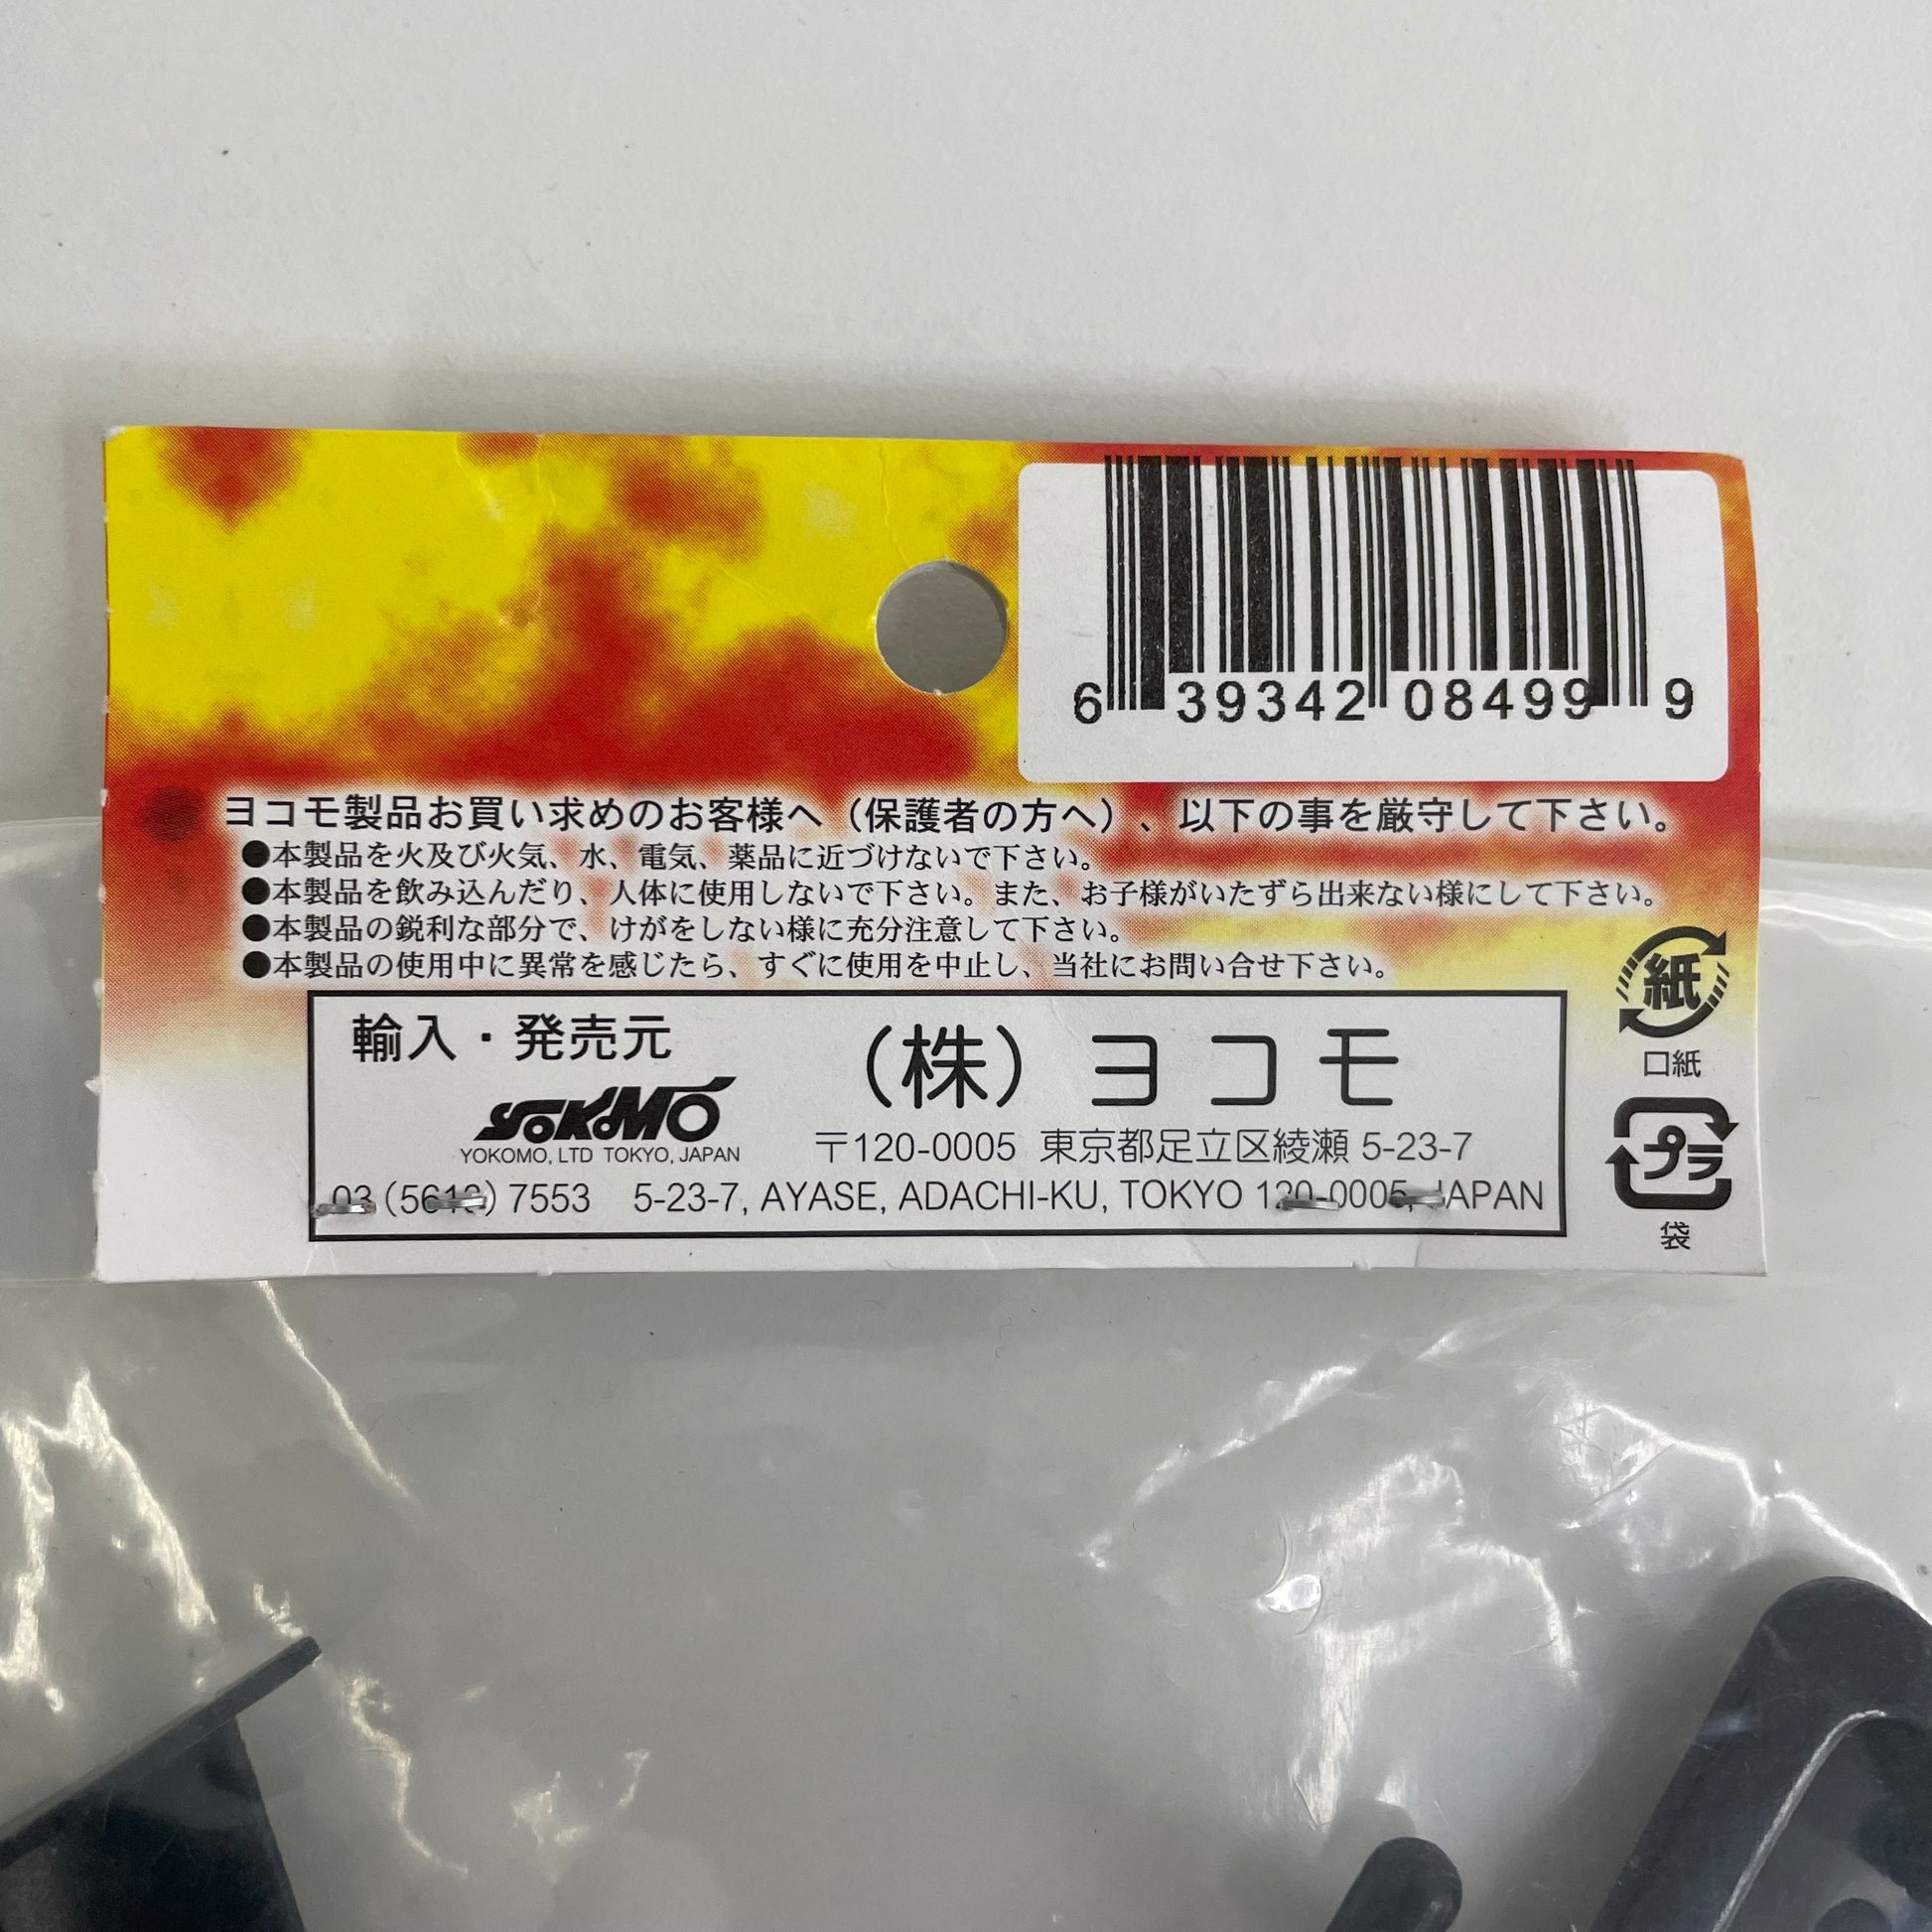 6 39342 08499 9
ヨコモ製品お買い求めのお客様へ（保護者の方へ）、以下の事を厳守して下さい。
●本製品を火及び火気、水、電気、薬品に近づけないで下さい。
●本製品を飲み込んだり、人体に使用しないで下さい。また、お子様がいたずら出来ない様にして下さい。
●本製品の鋭利な部分で、けがをしない様に充分注意して下さい。
●本製品の使用中に異常を感じたら、すぐに使用を中止し、当社にお問い合せ下さい。
輸入・発売元
（株）ヨコモ
YOKOMO
YOKOMO, LTD TOKYO, JAPAN
〒120-0005 東京都足立区綾瀬 5-23-7
03 7553 5-23-7, AYASE, ADACHI-KU, TOKYO 120-0005, JAPAN
紙
口紙
プラ
袋